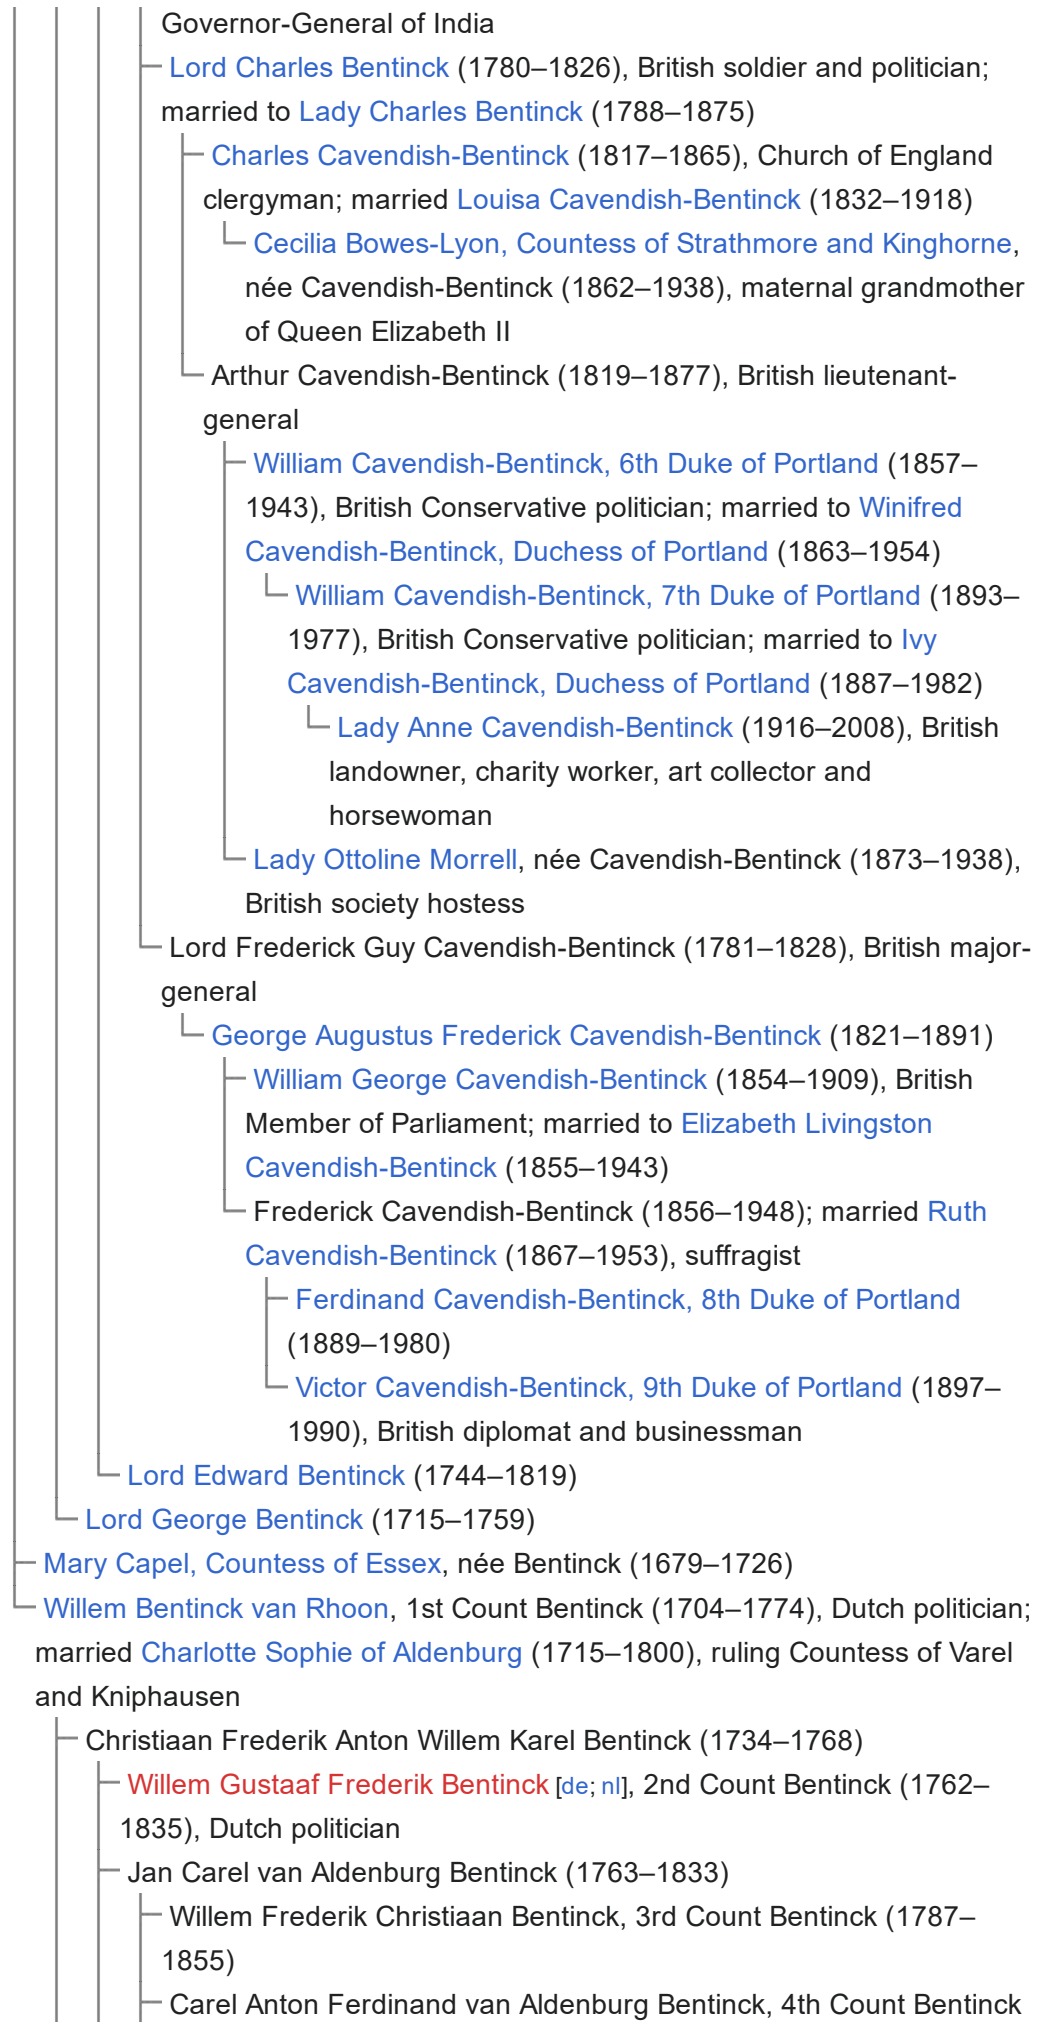 Governor-General of India
Lord Charles Bentinck (1780–1826), British soldier and politician;
married to Lady Charles Bentinck (1788–1875)
Charles Cavendish-Bentinck (1817–1865), Church of England
clergyman; married Louisa Cavendish-Bentinck (1832–1918)
Cecilia Bowes-Lyon, Countess of Strathmore and Kinghorne,
née Cavendish-Bentinck (1862–1938), maternal grandmother
of Queen Elizabeth II
Arthur Cavendish-Bentinck (1819–1877), British lieutenant-
general
William Cavendish-Bentinck, 6th Duke of Portland (1857–
1943), British Conservative politician; married to Winifred
Cavendish-Bentinck, Duchess of Portland (1863–1954)
William Cavendish-Bentinck, 7th Duke of Portland (1893–
1977), British Conservative politician; married to Ivy
Cavendish-Bentinck, Duchess of Portland (1887–1982)
Lady Anne Cavendish-Bentinck (1916–2008), British
landowner, charity worker, art collector and
horsewoman
Lady Ottoline Morrell, née Cavendish-Bentinck (1873–1938),
British society hostess
Lord Frederick Guy Cavendish-Bentinck (1781–1828), British major-
general
George Augustus Frederick Cavendish-Bentinck (1821–1891)
William George Cavendish-Bentinck (1854–1909), British
Member of Parliament; married to Elizabeth Livingston
Cavendish-Bentinck (1855–1943)
Frederick Cavendish-Bentinck (1856–1948); married Ruth
Cavendish-Bentinck (1867–1953), suffragist
Ferdinand Cavendish-Bentinck, 8th Duke of Portland
(1889–1980)
Victor Cavendish-Bentinck, 9th Duke of Portland (1897–
1990), British diplomat and businessman
Lord Edward Bentinck (1744–1819)
Lord George Bentinck (1715–1759)
Mary Capel, Countess of Essex, née Bentinck (1679–1726)
Willem Bentinck van Rhoon, 1st Count Bentinck (1704–1774), Dutch politician;
married Charlotte Sophie of Aldenburg (1715–1800), ruling Countess of Varel
and Kniphausen
Christiaan Frederik Anton Willem Karel Bentinck (1734–1768)
Willem Gustaaf Frederik Bentinck [de; nl], 2nd Count Bentinck (1762–
1835), Dutch politician
Jan Carel van Aldenburg Bentinck (1763–1833)
Willem Frederik Christiaan Bentinck, 3rd Count Bentinck (1787–
1855)
Carel Anton Ferdinand van Aldenburg Bentinck, 4th Count Bentinck